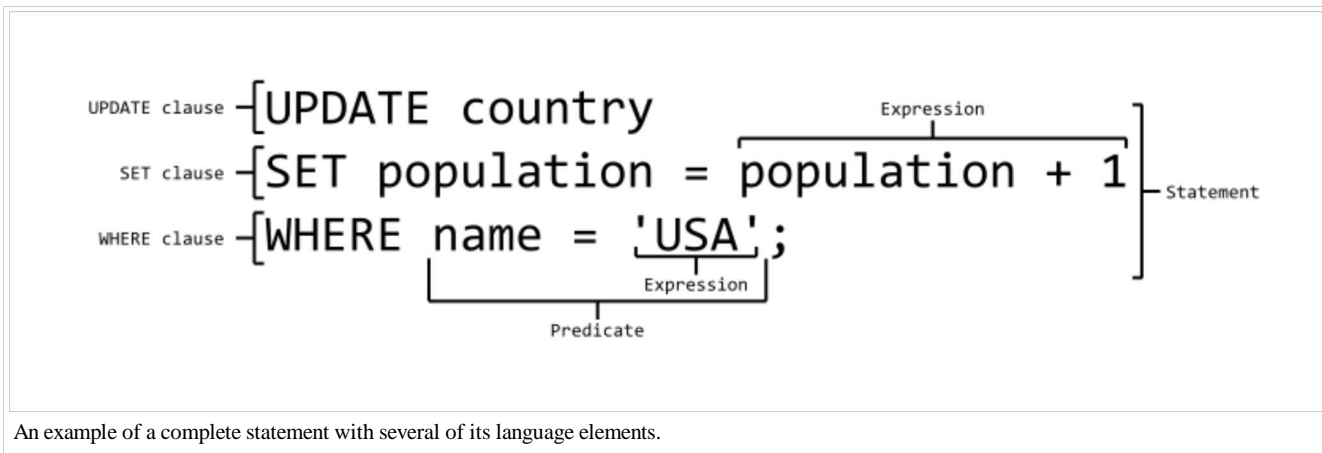 UPDATE clause UPDATE country
Expression
SET clause SET population = population + 1
Statement
WHERE clause WHERE name = 'USA';
Expression
Predicate
An example of a complete statement with several of its language elements.